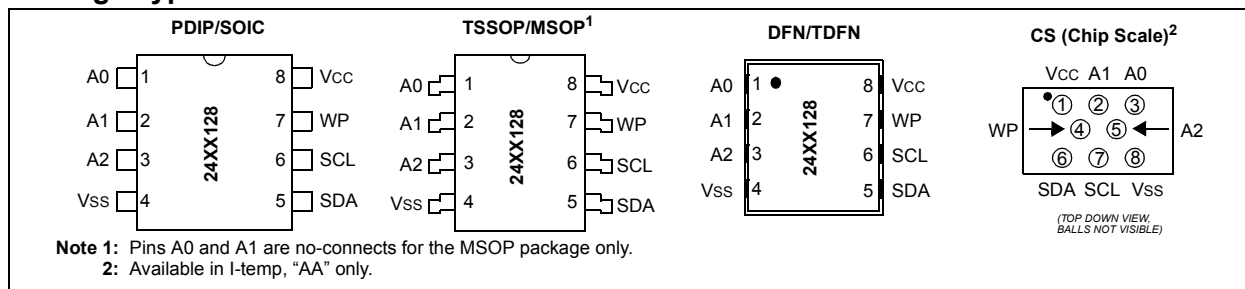 PDIP/SOIC
A0 1 8 VCC
A1 2 7 WP
A2 3 6 SCL
VSS 4 5 SDA
24XX128
TSSOP/MSOP1
A0 1 8 VCC
A1 2 7 WP
A2 3 6 SCL
VSS 4 5 SDA
24XX128
DFN/TDFN
A0 1 8 VCC
A1 2 7 WP
A2 3 6 SCL
VSS 4 5 SDA
24XX128
CS (Chip Scale)2
VCC A1 A0
1 2 3
WP 4 5 A2
6 7 8
SDA SCL VSS
(TOP DOWN VIEW,
BALLS NOT VISIBLE)
Note 1: Pins A0 and A1 are no-connects for the MSOP package only.
2: Available in I-temp, “AA” only.